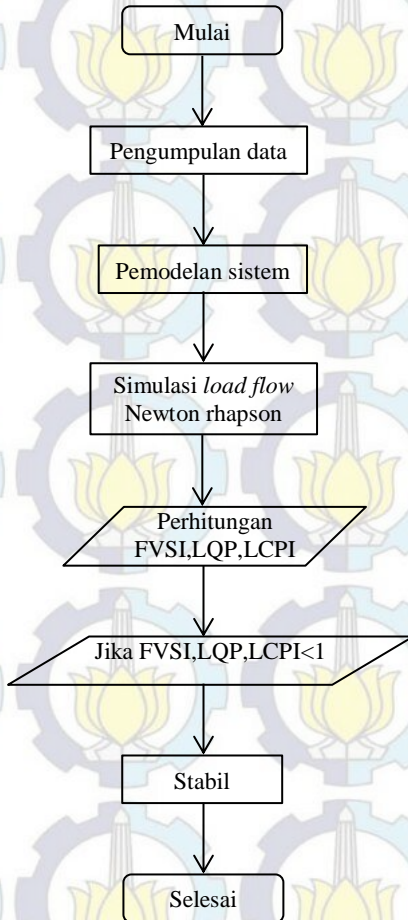 Mulai
Pengumpulan data
Pemodelan sistem
Simulasi load flow
Newton rhapson
Perhitungan
FVSI,LQP,LCPI
Jika FVSI,LQP,LCPI<1
Stabil
Selesai